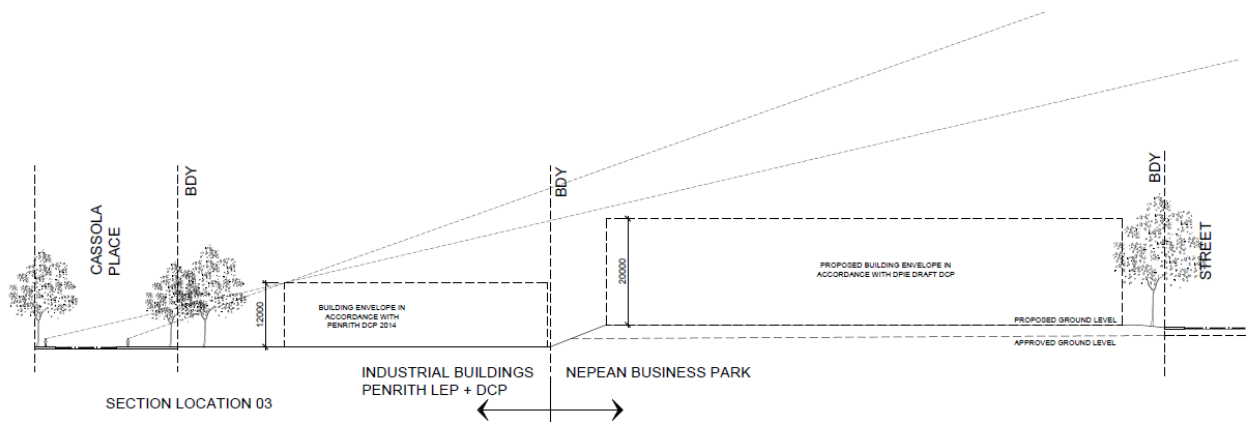 CASSOLA
PLACE
BDY
BDY
BDY
STREET
12000
BUILDING ENVELOPE IN
ACCORDANCE WITH
PENRITH DCP 2014
20000
PROPOSED BUILDING ENVELOPE IN
ACCORDANCE WITH DPIE DRAFT DCP
PROPOSED GROUND LEVEL
APPROVED GROUND LEVEL
INDUSTRIAL BUILDINGS
PENRITH LEP + DCP
NEPEAN BUSINESS PARK
SECTION LOCATION 03